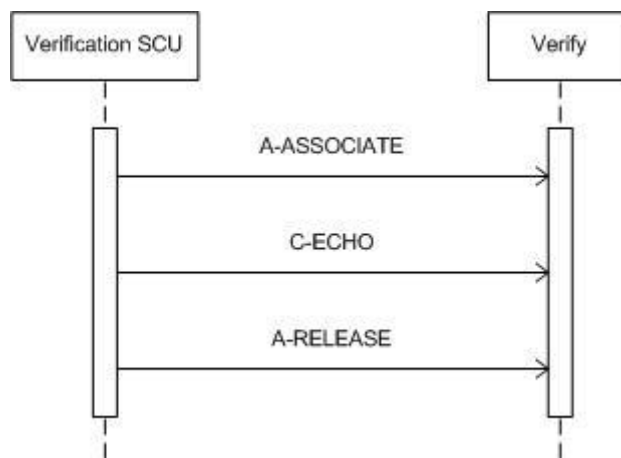 Verification SCU
Verify
A-ASSOCIATE
C-ECHO
A-RELEASE